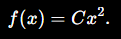 f(x) = Cx².